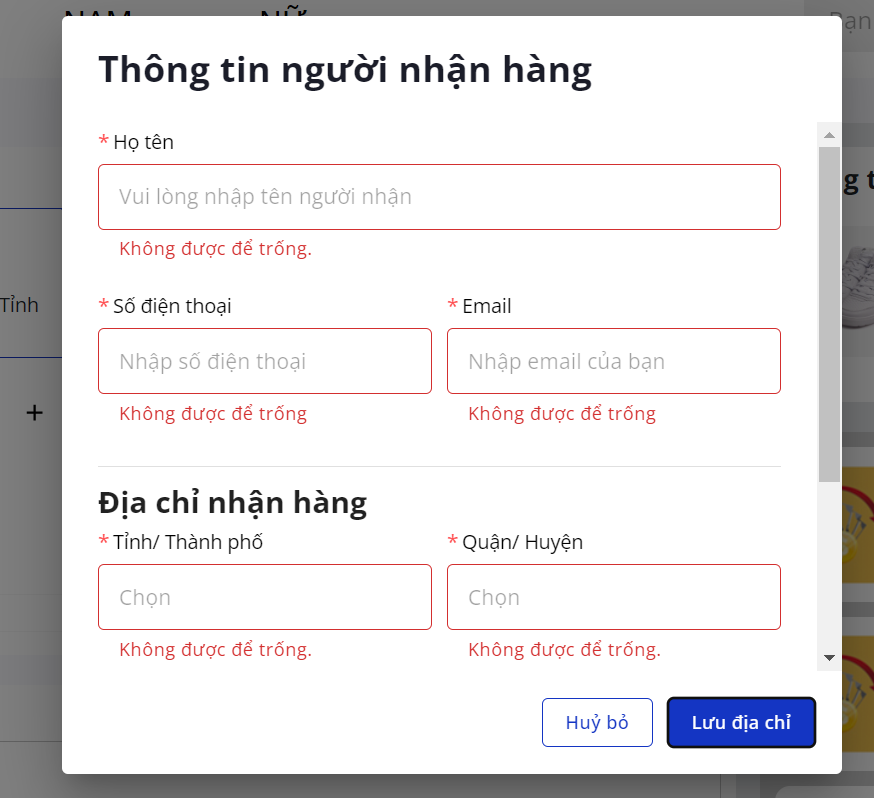 NAM NỮ
Bạn
Thông tin người nhận hàng
* Họ tên
Vui lòng nhập tên người nhận
Không được để trống.
g t
Tỉnh
* Số điện thoại * Email
Nhập số điện thoại Nhập email của bạn
Không được để trống Không được để trống
+
Địa chỉ nhận hàng
* Tỉnh/ Thành phố * Quận/ Huyện
Chọn Chọn
Không được để trống. Không được để trống.
Huỷ bỏ Lưu địa chỉ